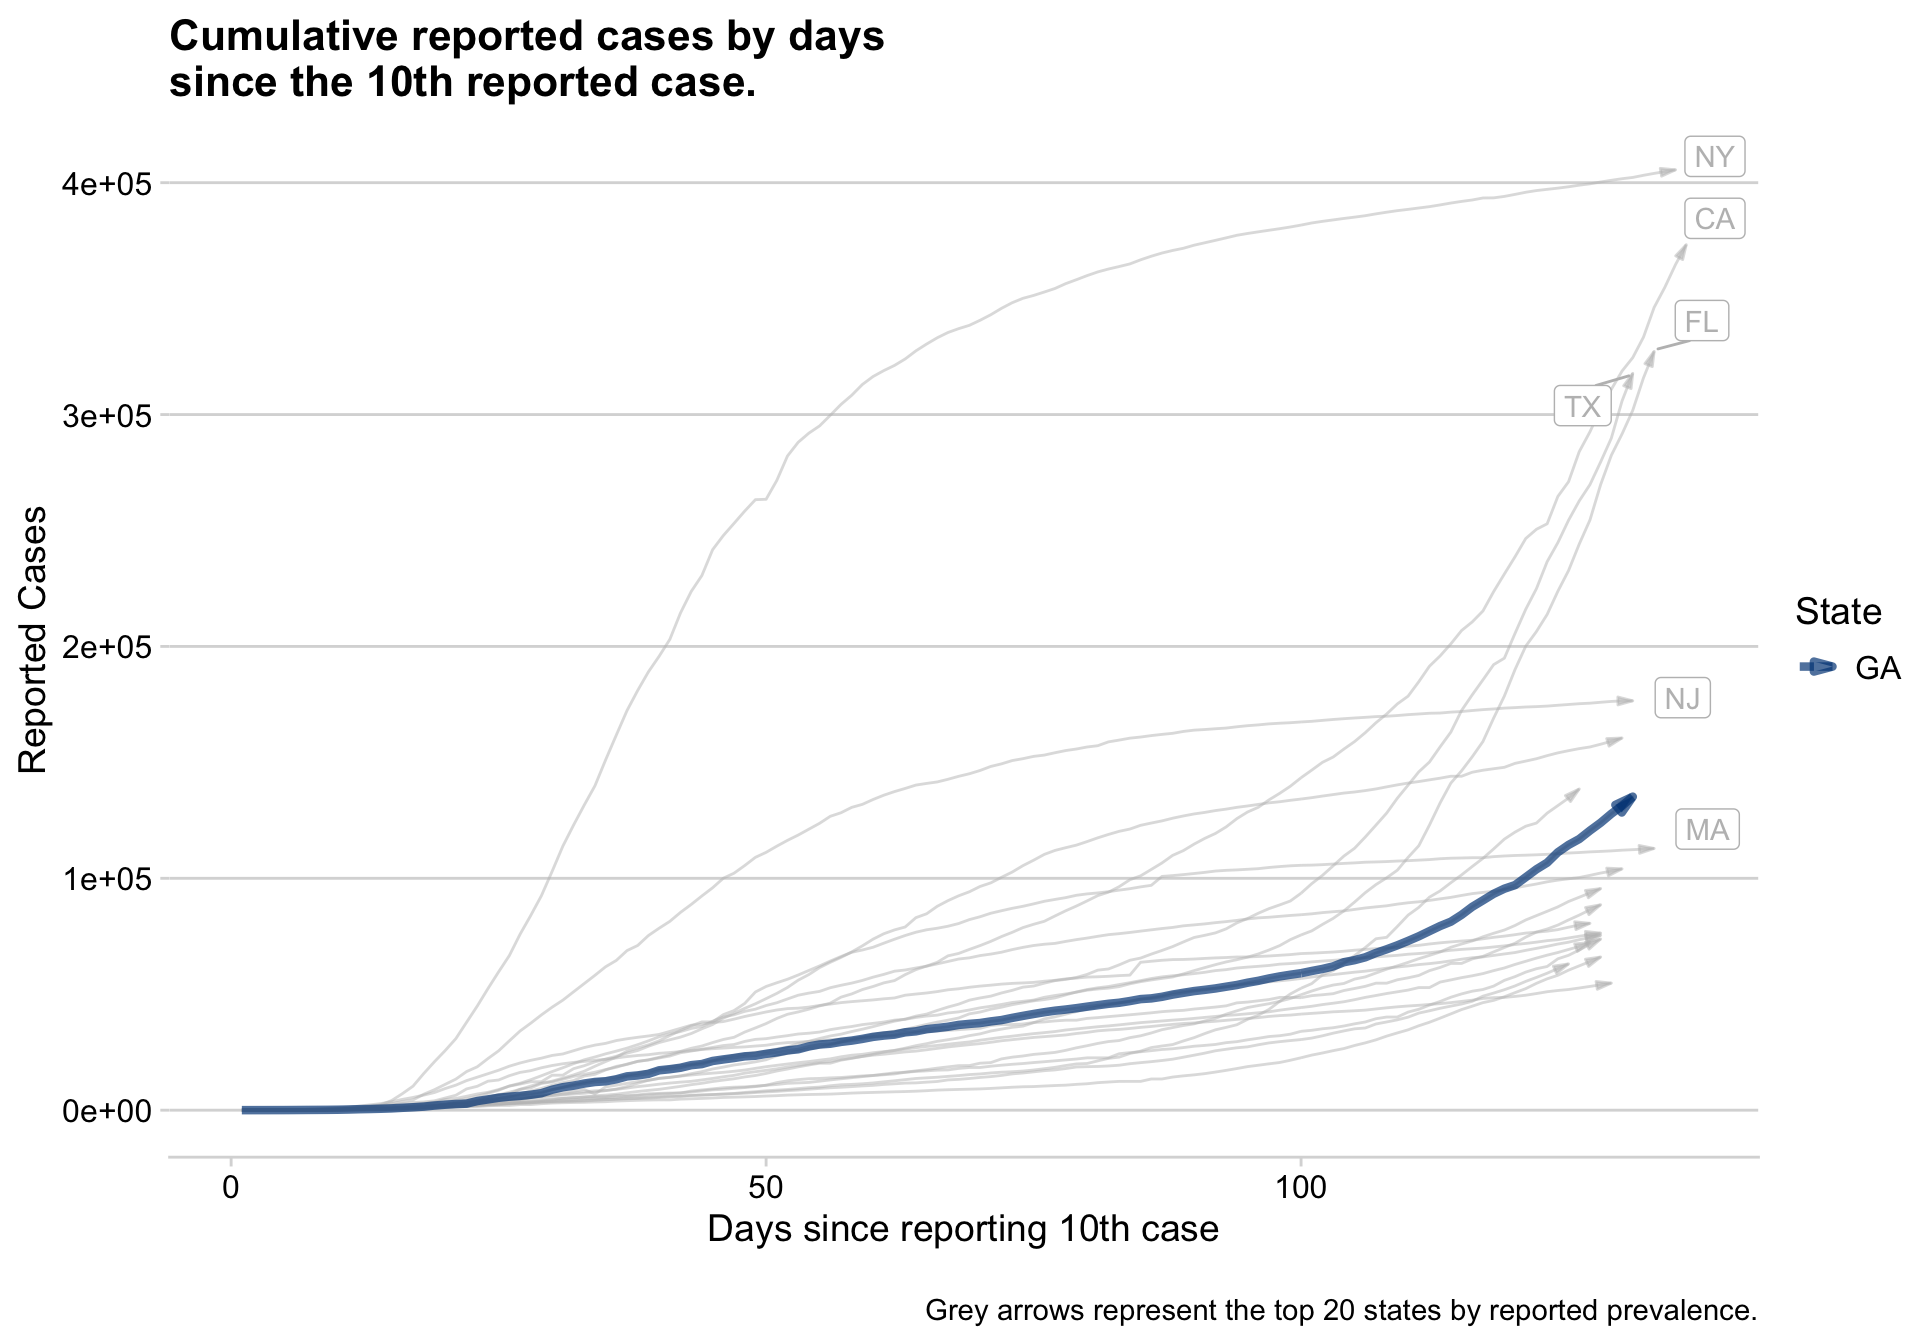 Cumulative reported cases by days
since the 10th reported case.
NY
4e+05
CA
FL
TX
3e+05
Reported Cases
State
GA
2e+05
NJ
MA
1e+05
0e+00
0 50 100
Days since reporting 10th case
Grey arrows represent the top 20 states by reported prevalence.